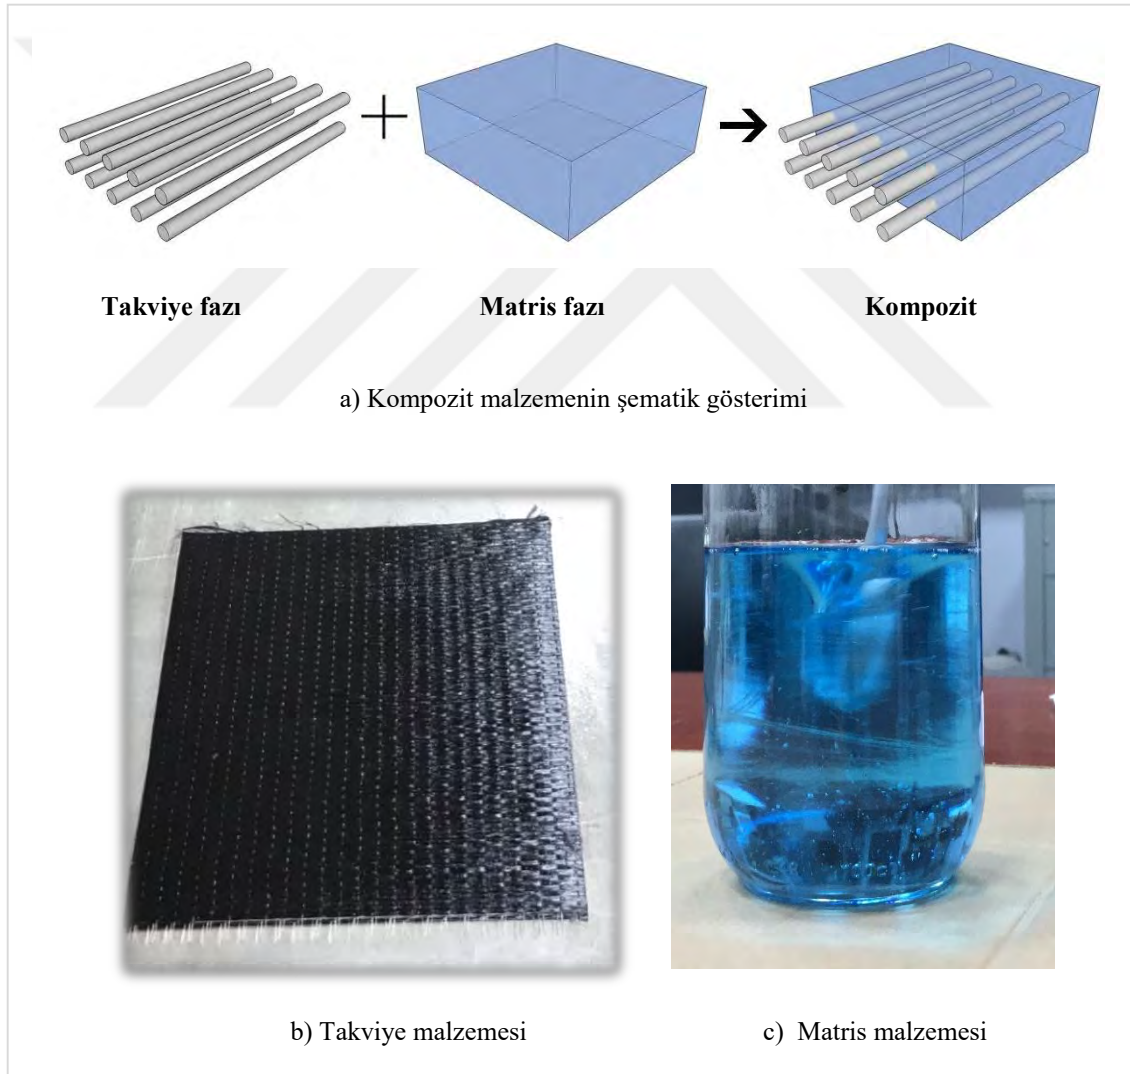 Takviye fazı Matris fazı Kompozit
a) Kompozit malzemenin şematik gösterimi
b) Takviye malzemesi c) Matris malzemesi